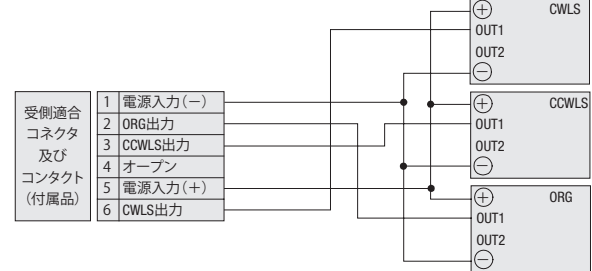 受側適合
コネクタ
及び
コンタクト
(付属品)
1 電源入力(－)
2 ORG出力
3 CCWLS出力
4 オープン
5 電源入力(＋)
6 CWLS出力
⊕ CWLS
OUT1
OUT2
⊖
⊕ CCWLS
OUT1
OUT2
⊖
⊕ ORG
OUT1
OUT2
⊖